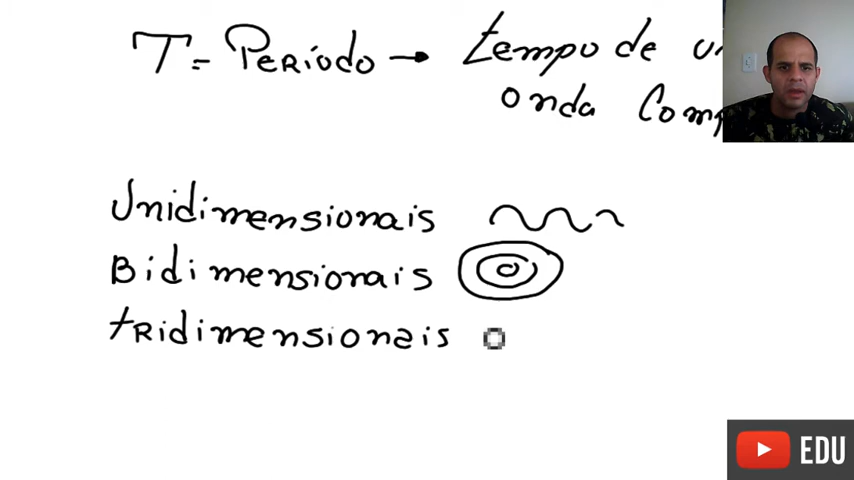 T = Período → tempo de
onda
Unidimensionais
Bidimensionais
tridimensionais
EDU